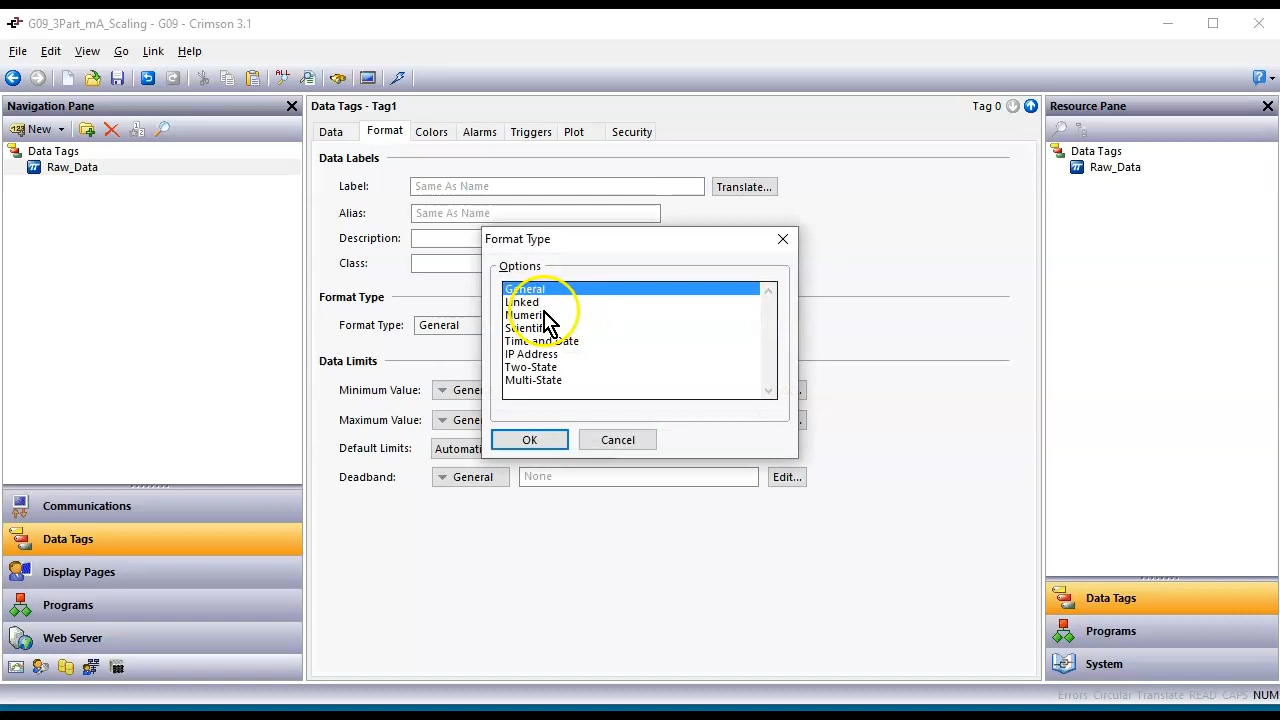 G09_3Part_mA_Scaling - G09 - Crimson 3.1
File Edit View Go Link Help
Navigation Pane
New
Data Tags
Raw_Data
Communications
Data Tags
Display Pages
Programs
Web Server
Data Tags - Tag1
Tag 0
Data Format Colors Alarms Triggers Plot Security
Data Labels
Label: Same As Name Translate...
Alias: Same As Name
Description:
Class:
Format Type
Format Type: General
Data Limits
Minimum Value:
Maximum Value:
Default Limits:
Deadband: General None Edit...
Format Type
Options
General
Linked
Numeric
Scientific
Time and Date
IP Address
Two-State
Multi-State
OK Cancel
Resource Pane
Data Tags
Raw_Data
Data Tags
Programs
System
Errors Circular Translate READ CAPS NUM